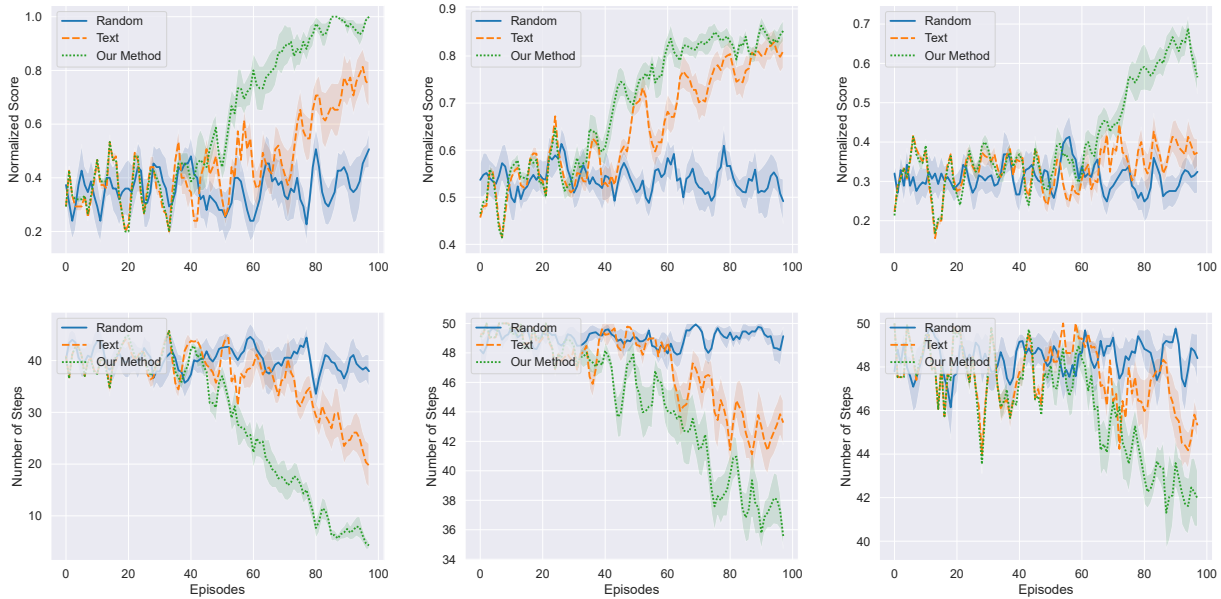 Normalized Score
1.0
0.8
0.6
0.4
0.2
0 20 40 60 80 100
Random
Text
Our Method
Normalized Score
0.9
0.8
0.7
0.6
0.5
0.4
0 20 40 60 80 100
Random
Text
Our Method
Normalized Score
0.7
0.6
0.5
0.4
0.3
0.2
0 20 40 60 80 100
Random
Text
Our Method
Number of Steps
40
30
20
10
0 20 40 60 80 100
Episodes
Random
Text
Our Method
Number of Steps
50
48
46
44
42
40
38
36
34
0 20 40 60 80 100
Episodes
Random
Text
Our Method
Number of Steps
50
48
46
44
42
40
0 20 40 60 80 100
Episodes
Random
Text
Our Method